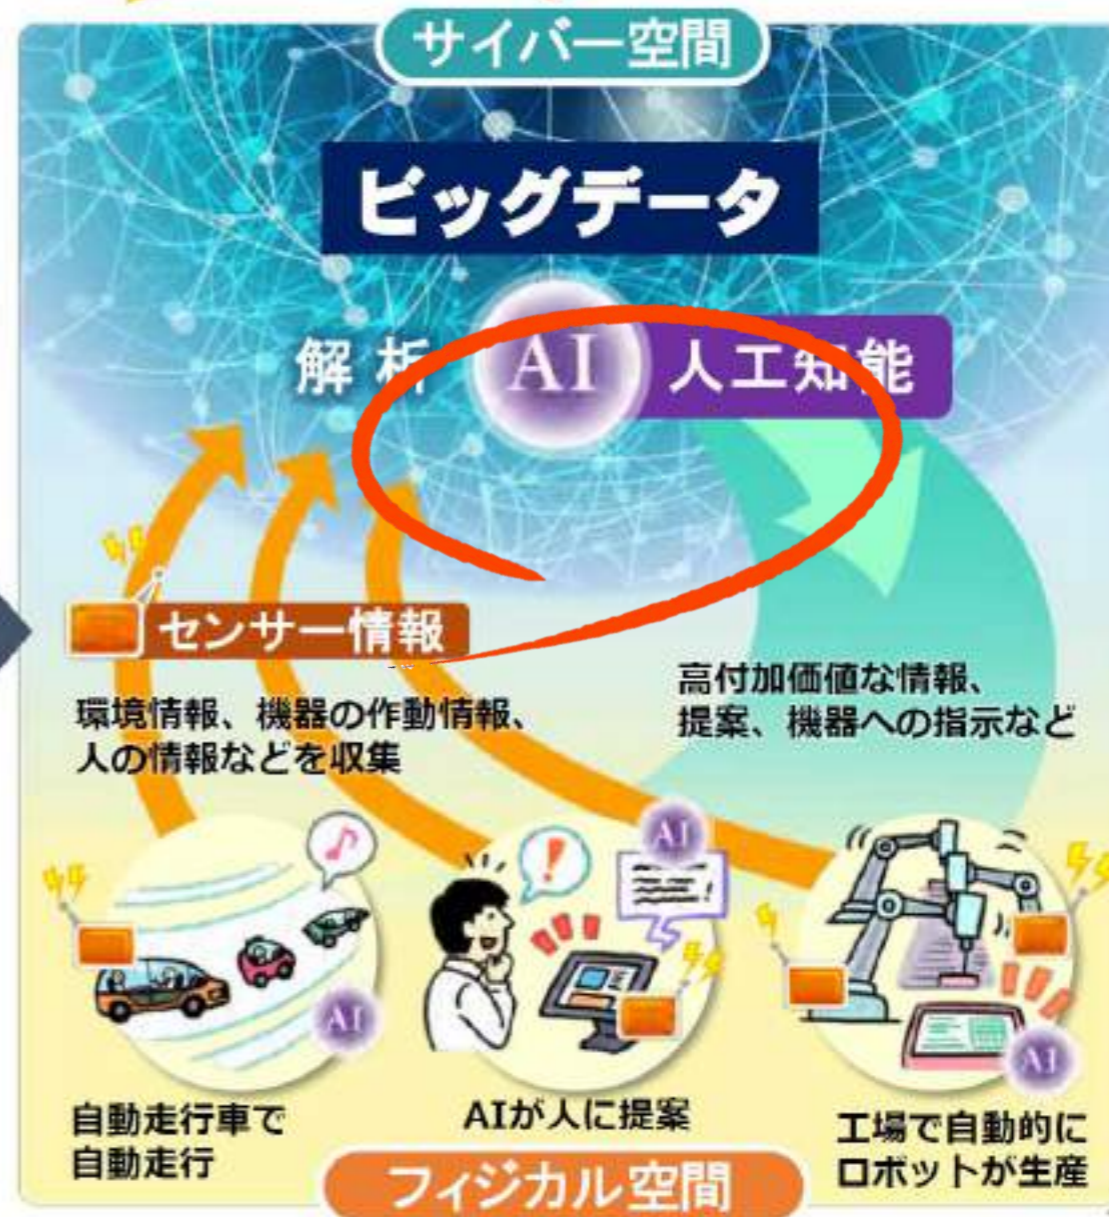 サイバー空間
ビッグデータ
解析 AI 人工知能
センサー情報
環境情報、機器の作動情報、
人の情報などを収集
高付加価値な情報、
提案、機器への指示など
AI
AI
AI
自動走行車で
自動走行
AIが人に提案
工場で自動的に
ロボットが生産
フィジカル空間